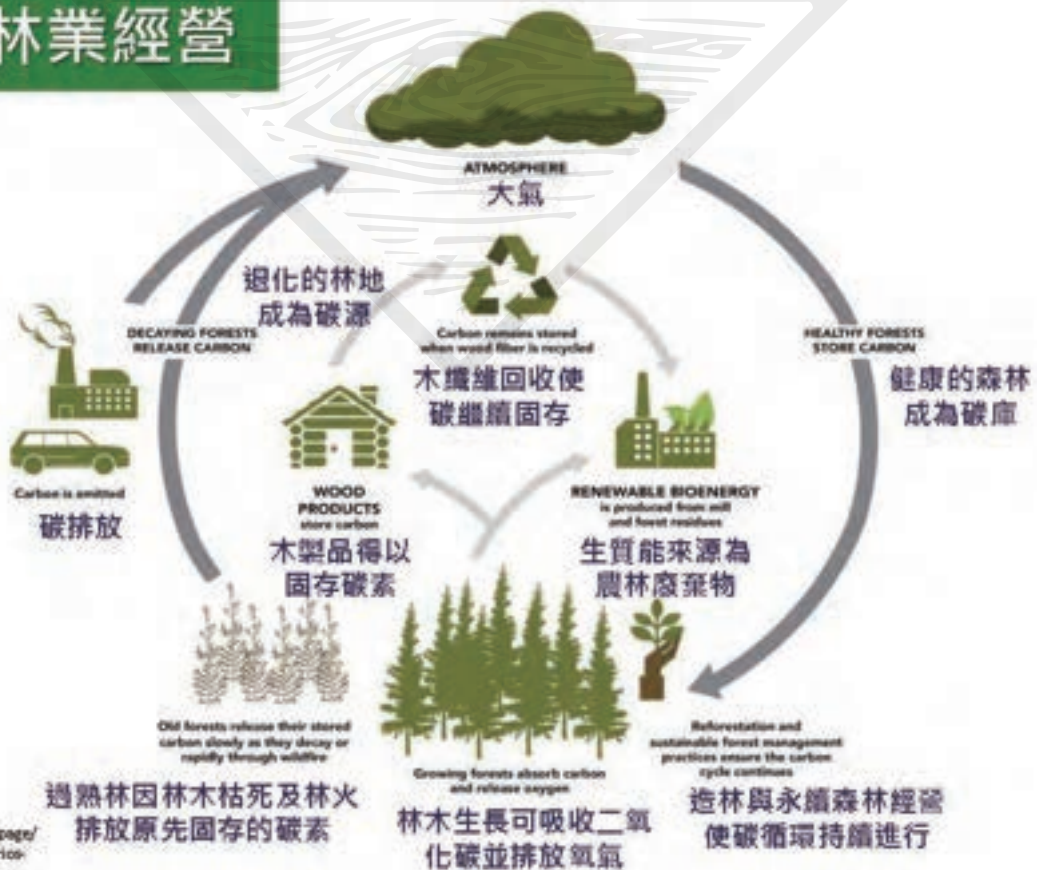 林業經營
ATMOSPHERE
大氣
退化的林地
成為碳源
DECAYING FORESTS
RELEASE CARBON
Carbon remains stored
when wood fiber is recycled
木纖維回收使
碳繼續固存
HEALTHY FORESTS
STORE CARBON
健康的森林
成為碳庫
Carbon is emitted
碳排放
WOOD
PRODUCTS
store carbon
木製品得以
固存碳素
RENEWABLE BIOENERGY
is produced from mill
and forest residues
生質能來源為
農林廢棄物
Old forests release their stored
carbon slowly as they decay or
rapidly through wildfire
過熟林因林木枯死及林火
排放原先固存的碳素
Growing forests absorb carbon
and release oxygen
林木生長可吸收二氧
化碳並排放氧氣
Reforestation and
sustainable forest management
practices ensure the carbon
cycle continues
造林與永續森林經營
使碳循環持續進行
page/